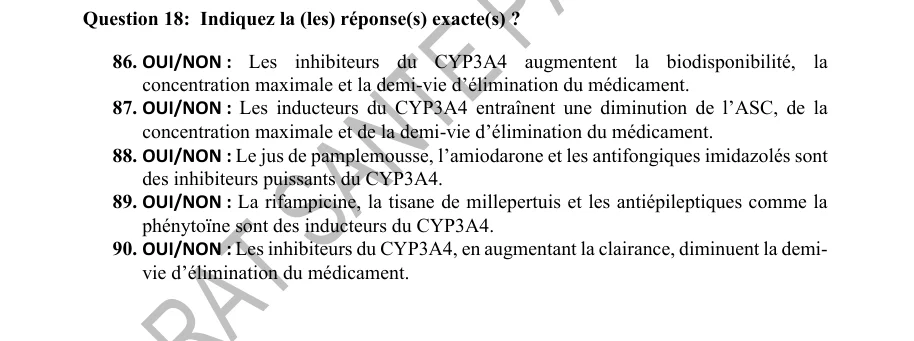 Question 18: Indiquez la (les) réponse(s) exacte(s) ?
86. OUI/NON : Les inhibiteurs du CYP3A4 augmentent la biodisponibilité, la
concentration maximale et la demi-vie d'élimination du médicament.
87. OUI/NON : Les inducteurs du CYP3A4 entraînent une diminution de l'ASC, de la
concentration maximale et de la demi-vie d'élimination du médicament.
88. OUI/NON : Le jus de pamplemousse, l'amiodarone et les antifongiques imidazolés sont
des inhibiteurs puissants du CYP3A4.
89. OUI/NON : La rifampicine, la tisane de millepertuis et les antiépileptiques comme la
phénytoïne sont des inducteurs du CYP3A4.
90. OUI/NON : Les inhibiteurs du CYP3A4, en augmentant la clairance, diminuent la demi-
vie d'élimination du médicament.
RAT SANTE PA